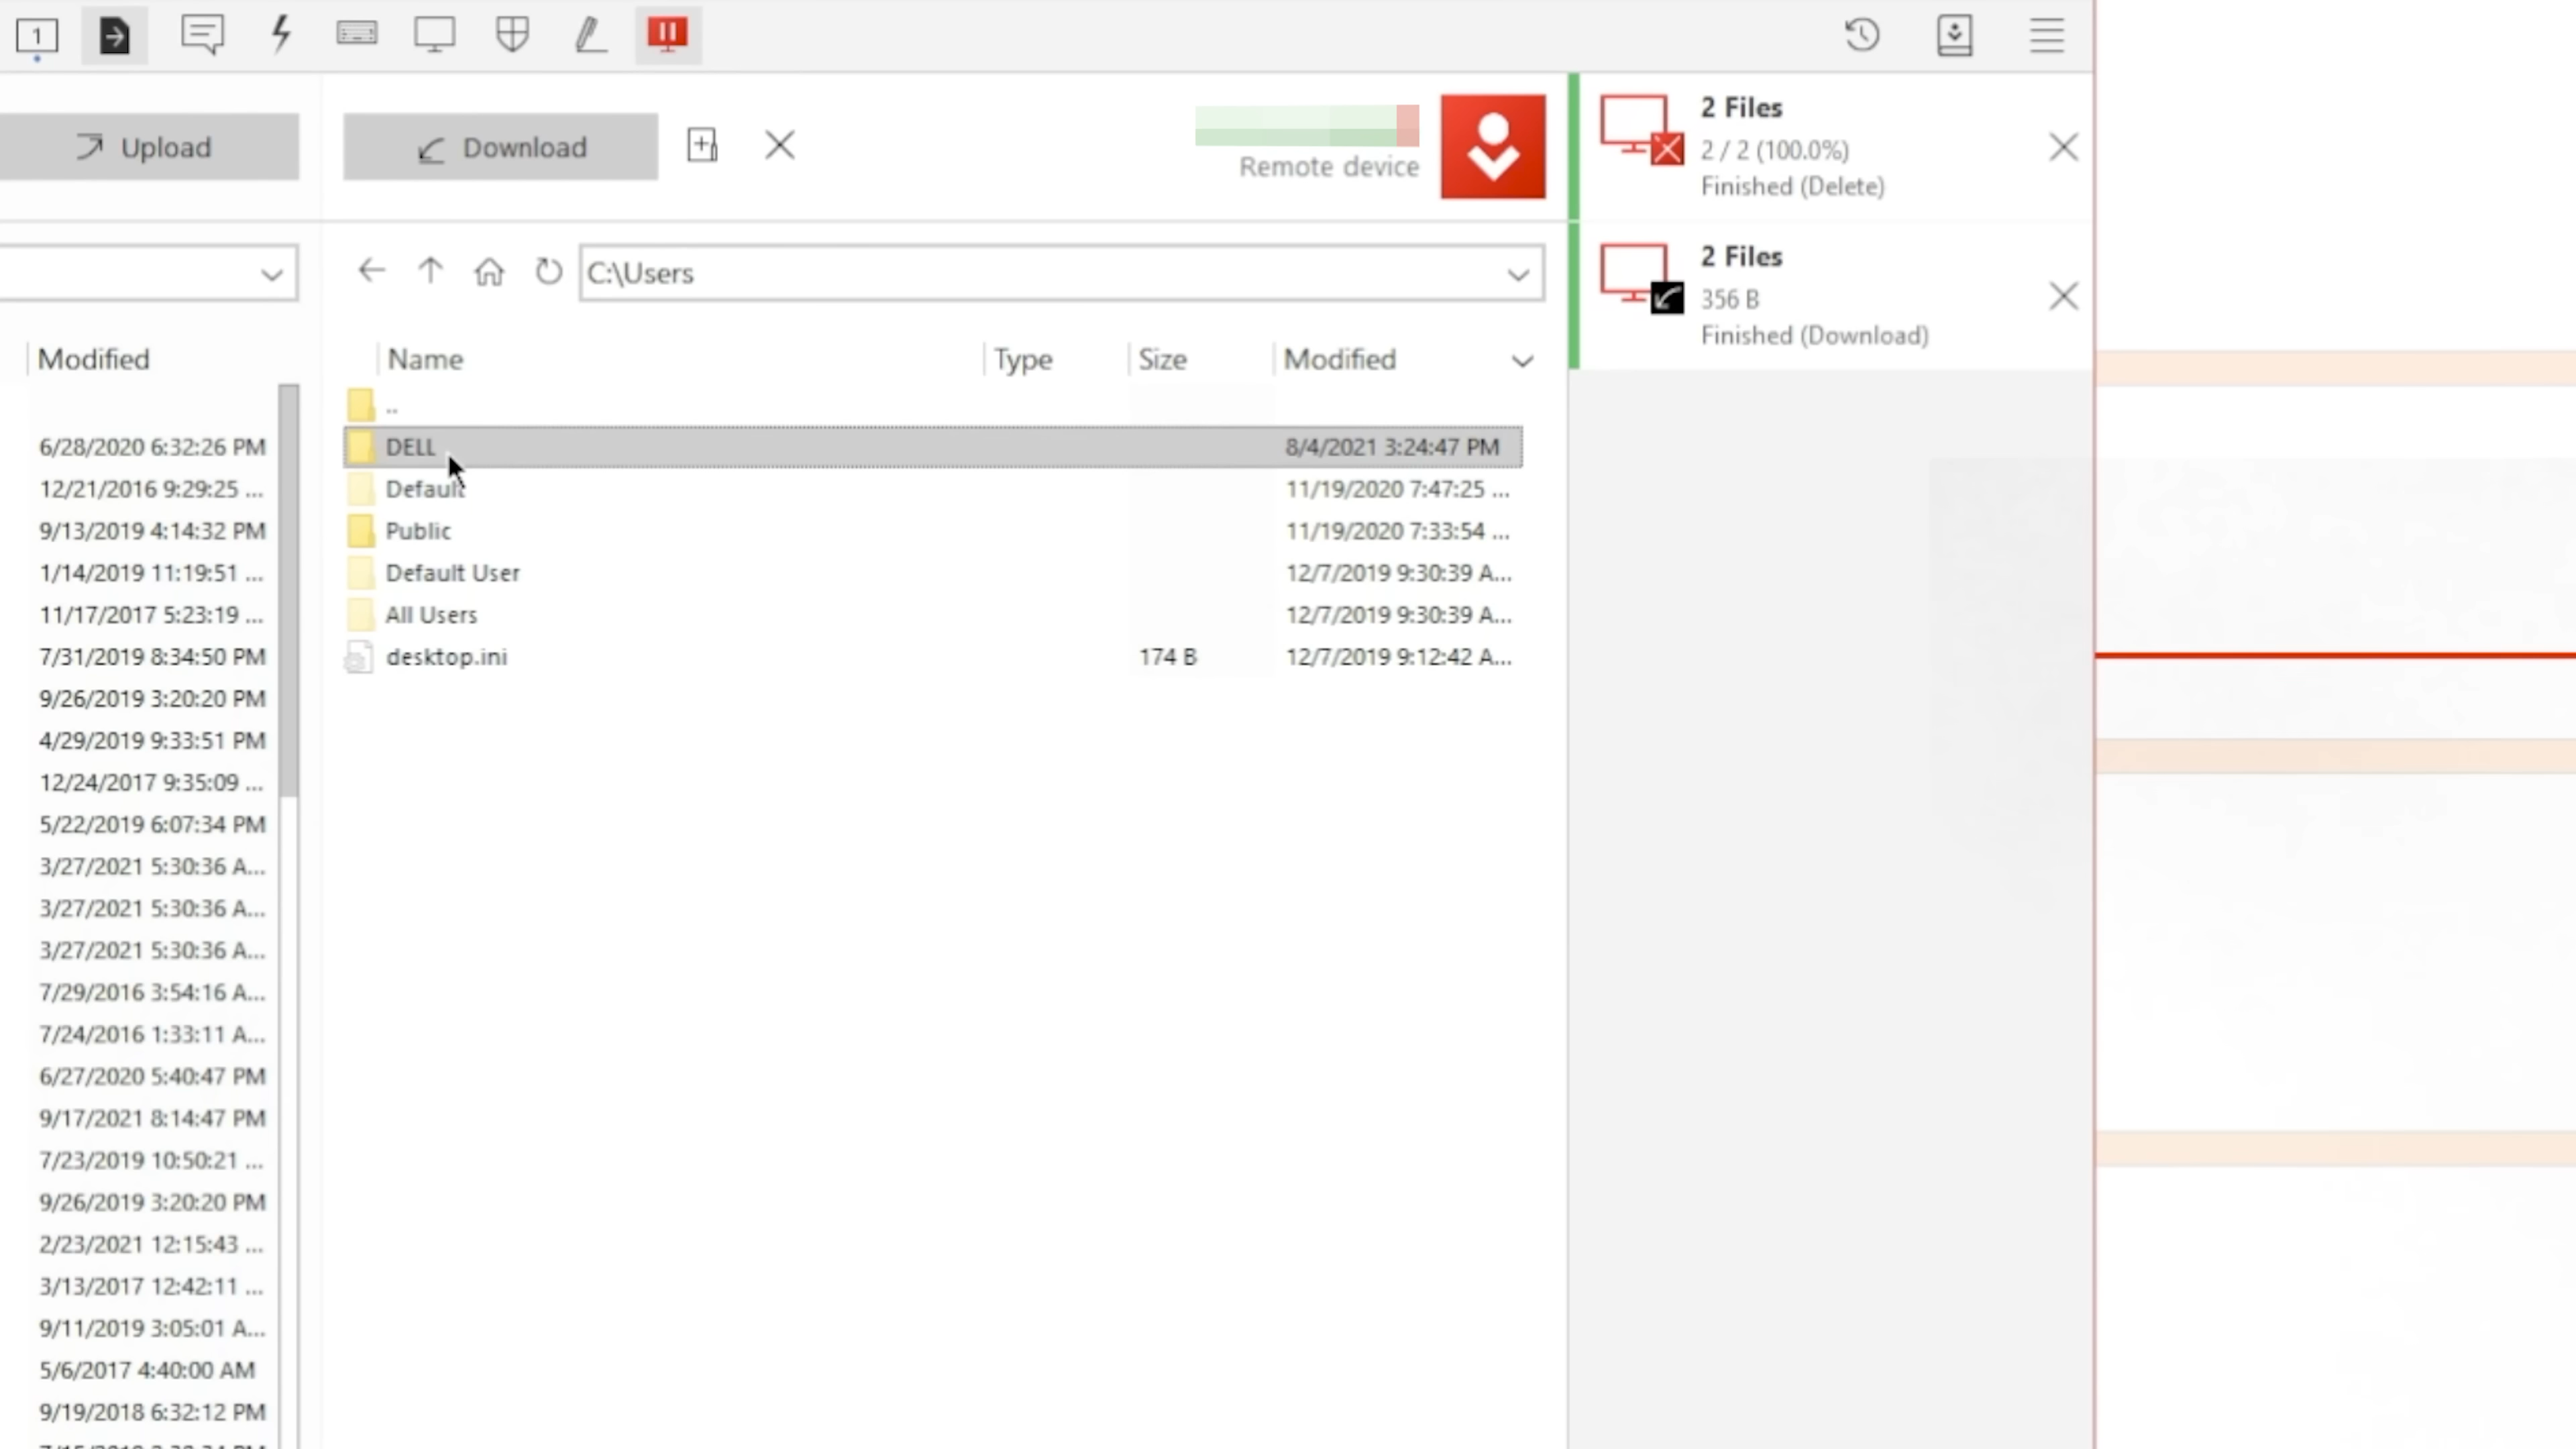 1
Upload
Download
Remote device
C:\Users
Modified
Name
Type
Size
Modified
6/28/2020 6:32:26 PM
12/21/2016 9:29:25 ...
9/13/2019 4:14:32 PM
1/14/2019 11:19:51 ...
11/17/2017 5:23:19 ...
7/31/2019 8:34:50 PM
9/26/2019 3:20:20 PM
4/29/2019 9:33:51 PM
12/24/2017 9:35:09 ...
5/22/2019 6:07:34 PM
3/27/2021 5:30:36 A...
3/27/2021 5:30:36 A...
3/27/2021 5:30:36 A...
7/29/2016 3:54:16 A...
7/24/2016 1:33:11 A...
6/27/2020 5:40:47 PM
9/17/2021 8:14:47 PM
7/23/2019 10:50:21 ...
9/26/2019 3:20:20 PM
2/23/2021 12:15:43 ...
3/13/2017 12:42:11 ...
9/11/2019 3:05:01 A...
5/6/2017 4:40:00 AM
9/19/2018 6:32:12 PM
..
DELL 8/4/2021 3:24:47 PM
Default 11/19/2020 7:47:25 ...
Public 11/19/2020 7:33:54 ...
Default User 12/7/2019 9:30:39 A...
All Users 12/7/2019 9:30:39 A...
desktop.ini 174 B 12/7/2019 9:12:42 A...
2 Files
2 / 2 (100.0%)
Finished (Delete)
2 Files
356 B
Finished (Download)